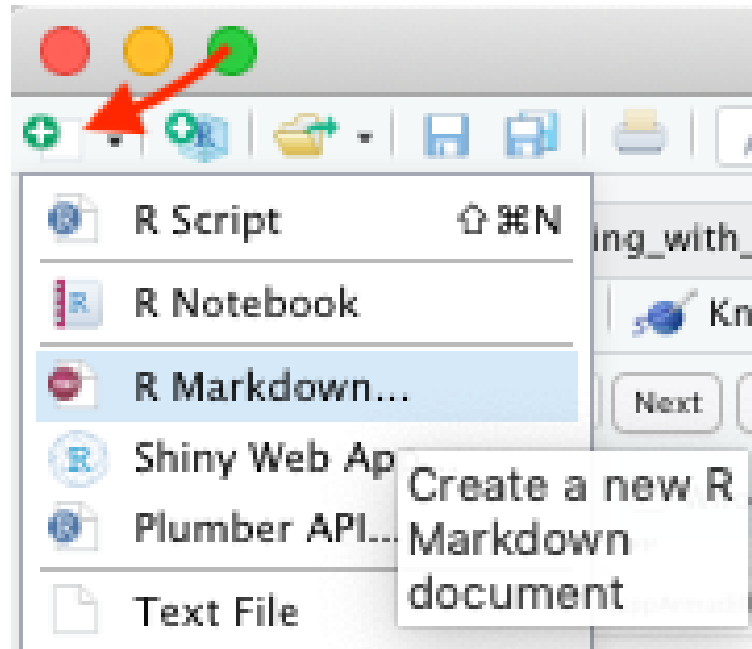 R Script ⇧⌘N
ing_with_
R Notebook
Kn
R Markdown...
Next
Shiny Web Ap
Create a new R
Markdown
document
Plumber API...
Text File